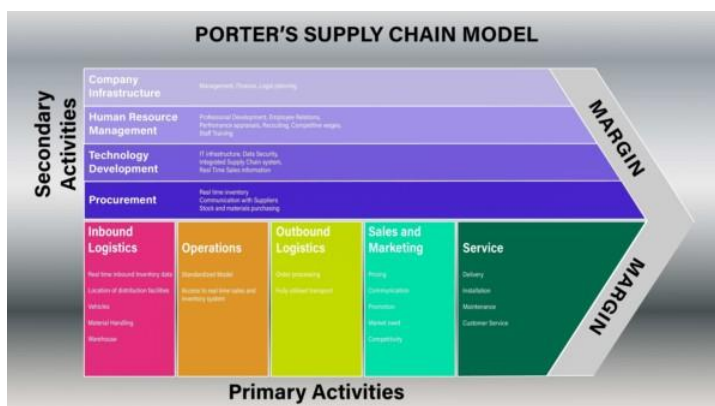 PORTER'S SUPPLY CHAIN MODEL
Secondary
Activities
Company
Infrastructure
Management, Finance, Legal planning
Human Resource
Management
Professional Development, Employee Relations,
Performance appraisals, Recruiting, Competitive wages,
Staff Training
Technology
Development
IT infrastructure, Data Security,
Integrated Supply Chain system,
Real Time Sales information
Procurement
Real time inventory
Communication with Suppliers
Stock and materials purchasing
MARGIN
Inbound
Logistics
Real time inbound Inventory data
Location of distribution facilities
Vehicles
Material Handling
Warehouse
Operations
Standardized
Access to real-time sales and
inventory system
Outbound
Logistics
Order processing
Fully utilized transport
Sales and
Marketing
Pricing
Communication
Promotion
Market need
Service
Delivery
Installation
Maintenance
Customer Service
MARGIN
Primary Activities